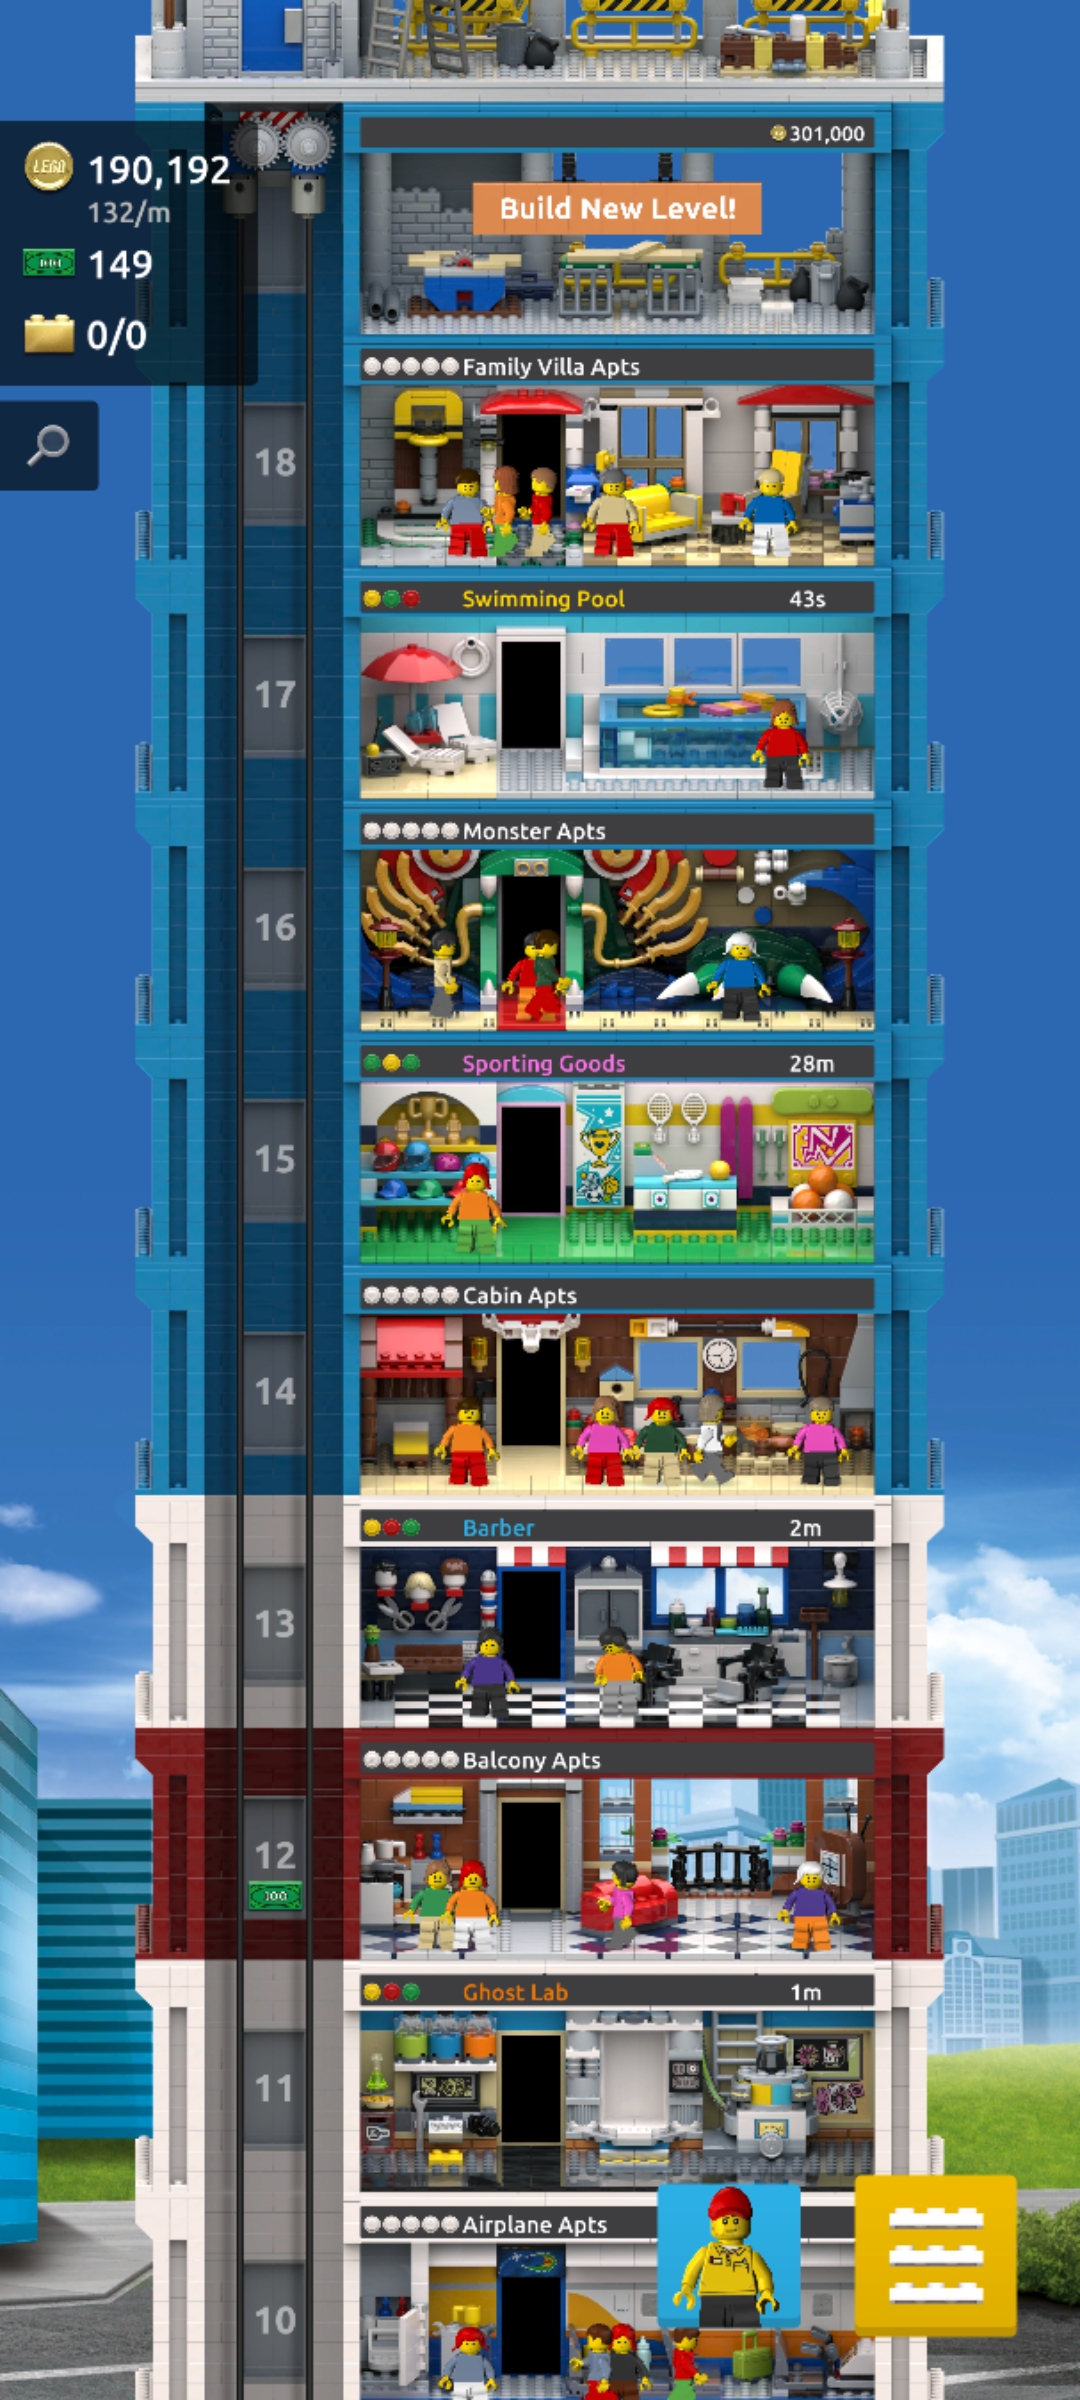 301,000
LEGO 190,192
132/m
Build New Level!
149
0/0
Family Villa Apts
18
Swimming Pool 43s
17
Monster Apts
16
Sporting Goods 28m
15
Cabin Apts
14
Barber 2m
13
Balcony Apts
12
100
Ghost Lab 1m
11
Airplane Apts
10